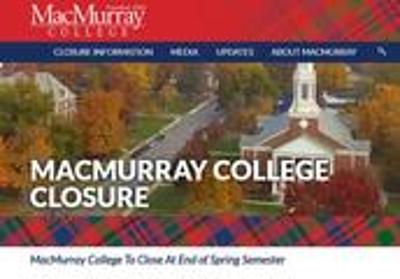 MacMurray
COLLEGE
CLOSURE INFORMATION MEDIA UPDATES ABOUT MACMURRAY
MACMURRAY COLLEGE
CLOSURE
MacMurray College To Close At End of Spring Semester